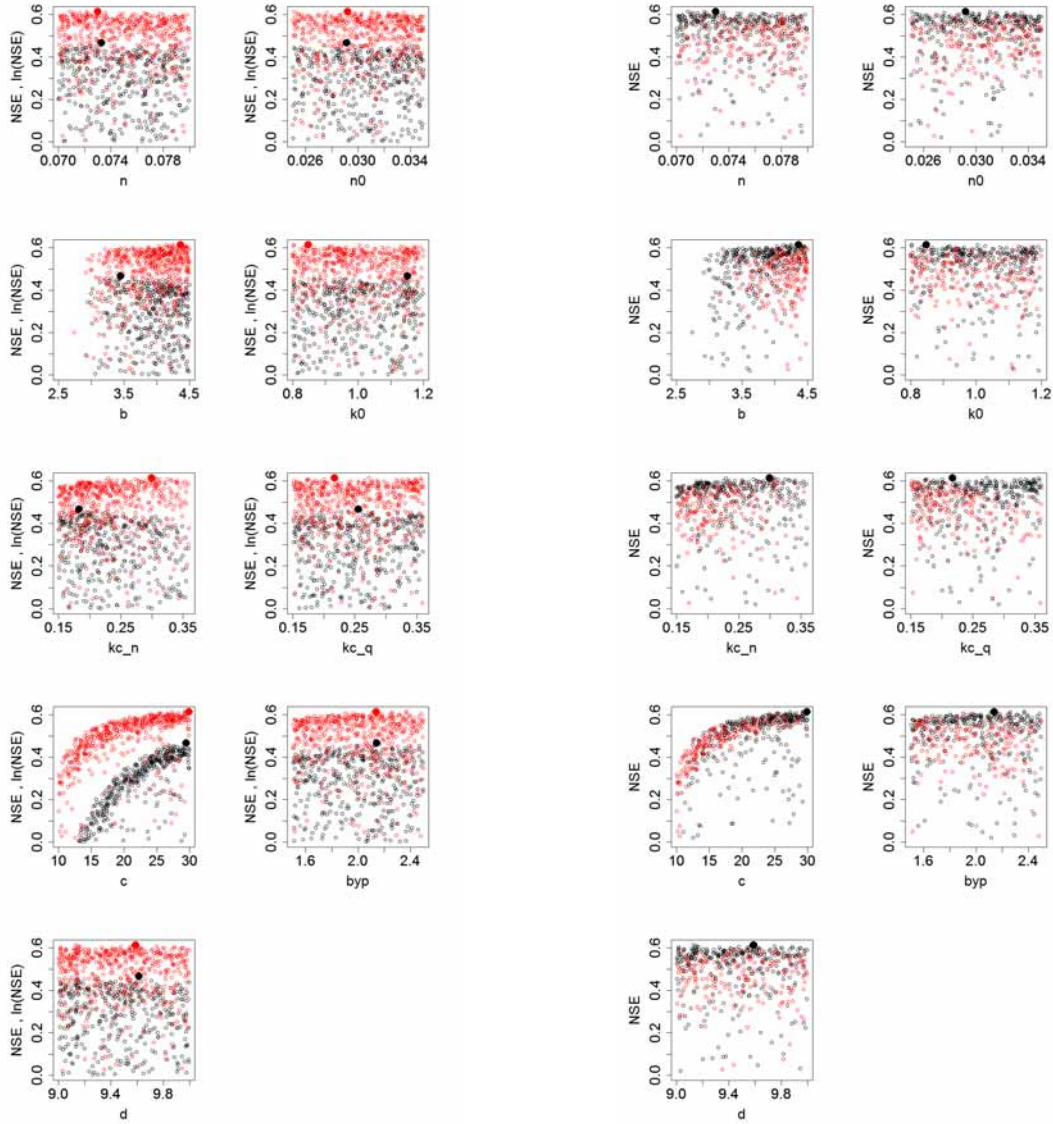 NSE , ln(NSE)
0.0 0.2 0.4 0.6
0.070 0.074 0.078
n
0.0 0.2 0.4 0.6
NSE , ln(NSE)
0.026 0.030 0.034
n0
NSE
0.0 0.2 0.4 0.6
0.070 0.074 0.078
n
NSE
0.0 0.2 0.4 0.6
0.026 0.030 0.034
n0
NSE , ln(NSE)
0.0 0.2 0.4 0.6
2.5 3.5 4.5
b
NSE , ln(NSE)
0.0 0.2 0.4 0.6
0.8 1.0 1.2
k0
NSE
0.0 0.2 0.4 0.6
2.5 3.5 4.5
b
NSE
0.0 0.2 0.4 0.6
0.8 1.0 1.2
k0
NSE , ln(NSE)
0.0 0.2 0.4 0.6
0.15 0.25 0.35
kc_n
NSE , ln(NSE)
0.0 0.2 0.4 0.6
0.15 0.25 0.35
kc_q
NSE
0.0 0.2 0.4 0.6
0.15 0.25 0.35
kc_n
NSE
0.0 0.2 0.4 0.6
0.15 0.25 0.35
kc_q
NSE , ln(NSE)
0.0 0.2 0.4 0.6
10 15 20 25 30
c
NSE , ln(NSE)
0.0 0.2 0.4 0.6
1.6 2.0 2.4
byp
NSE
0.0 0.2 0.4 0.6
10 15 20 25 30
c
NSE
0.0 0.2 0.4 0.6
1.6 2.0 2.4
byp
NSE , ln(NSE)
0.0 0.2 0.4 0.6
9.0 9.4 9.8
d
NSE
0.0 0.2 0.4 0.6
9.0 9.4 9.8
d